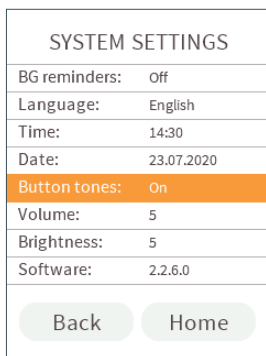 SYSTEM SETTINGS
BG reminders: Off
Language: English
Time: 14:30
Date: 23.07.2020
Button tones: On
Volume: 5
Brightness: 5
Software: 2.2.6.0
Back Home